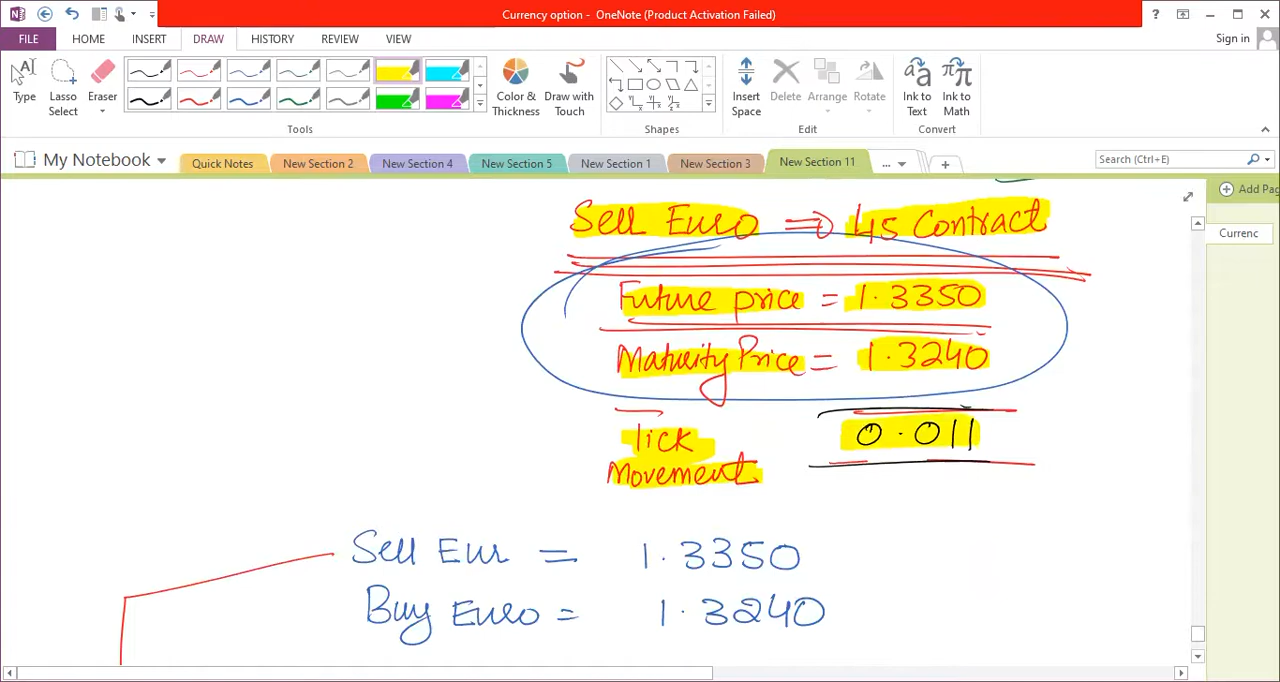 Currency option - OneNote (Product Activation Failed)
FILE HOME INSERT DRAW HISTORY REVIEW VIEW
Sign in
Type
Lasso Select
Eraser
Color & Thickness
Draw with Touch
Insert Space
Delete
Arrange
Rotate
Ink to Text
Ink to Math
Tools
Shapes
Edit
Convert
My Notebook
Quick Notes
New Section 2
New Section 4
New Section 5
New Section 1
New Section 3
New Section 11
...
Search (Ctrl+E)
Add Pag
Currenc
Sell Euro ⇒ 45 Contract
Future price = 1.3350
Maturity Price = 1.3240
Tick Movement
0.011
Sell Eur = 1.3350
Buy Euro = 1.3240